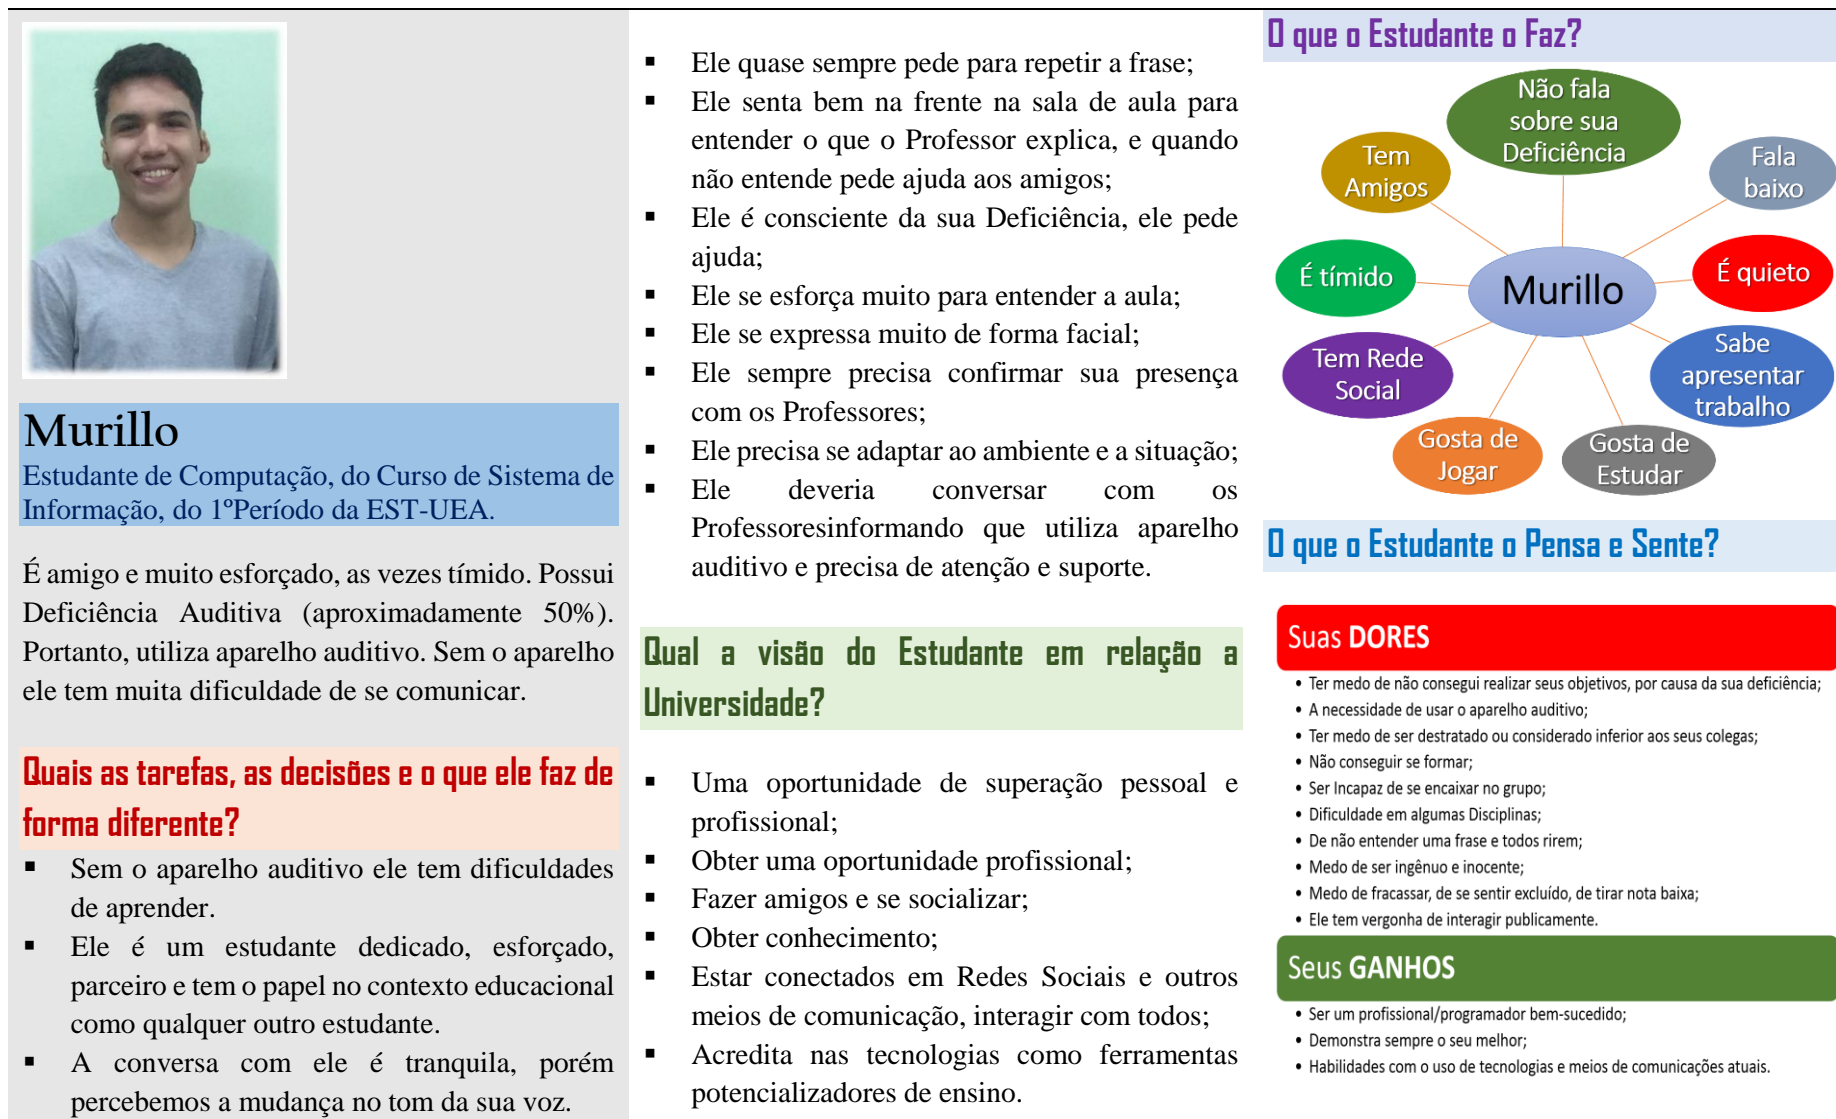 Murillo
Estudante de Computação, do Curso de Sistema de
Informação, do 1ºPeríodo da EST-UEA.
É amigo e muito esforçado, as vezes tímido. Possui
Deficiência Auditiva (aproximadamente 50%).
Portanto, utiliza aparelho auditivo. Sem o aparelho
ele tem muita dificuldade de se comunicar.
Quais as tarefas, as decisões e o que ele faz de
forma diferente?
▪ Sem o aparelho auditivo ele tem dificuldades
de aprender.
▪ Ele é um estudante dedicado, esforçado,
parceiro e tem o papel no contexto educacional
como qualquer outro estudante.
▪ A conversa com ele é tranquila, porém
percebemos a mudança no tom da sua voz.
▪ Ele quase sempre pede para repetir a frase;
▪ Ele senta bem na frente na sala de aula para
entender o que o Professor explica, e quando
não entende pede ajuda aos amigos;
▪ Ele é consciente da sua Deficiência, ele pede
ajuda;
▪ Ele se esforça muito para entender a aula;
▪ Ele se expressa muito de forma facial;
▪ Ele sempre precisa confirmar sua presença
com os Professores;
▪ Ele precisa se adaptar ao ambiente e a situação;
▪ Ele deveria conversar com os
Professoresinformando que utiliza aparelho
auditivo e precisa de atenção e suporte.
Qual a visão do Estudante em relação a
Universidade?
▪ Uma oportunidade de superação pessoal e
profissional;
▪ Obter uma oportunidade profissional;
▪ Fazer amigos e se socializar;
▪ Obter conhecimento;
▪ Estar conectados em Redes Sociais e outros
meios de comunicação, interagir com todos;
▪ Acredita nas tecnologias como ferramentas
potencializadores de ensino.
O que o Estudante o Faz?
Não fala
sobre sua
Deficiência
Tem
Amigos
Fala
baixo
É tímido
Murillo
É quieto
Tem Rede
Social
Sabe
apresentar
trabalho
Gosta de
Jogar
Gosta de
Estudar
O que o Estudante o Pensa e Sente?
Suas DORES
• Ter medo de não consegui realizar seus objetivos, por causa da sua deficiência;
• A necessidade de usar o aparelho auditivo;
• Ter medo de ser destratado ou considerado inferior aos seus colegas;
• Não conseguir se formar;
• Ser Incapaz de se encaixar no grupo;
• Dificuldade em algumas Disciplinas;
• De não entender uma frase e todos rirem;
• Medo de ser ingênuo e inocente;
• Medo de fracassar, de se sentir excluído, de tirar nota baixa;
• Ele tem vergonha de interagir publicamente.
Seus GANHOS
• Ser um profissional/programador bem-sucedido;
• Demonstra sempre o seu melhor;
• Habilidades com o uso de tecnologias e meios de comunicações atuais.